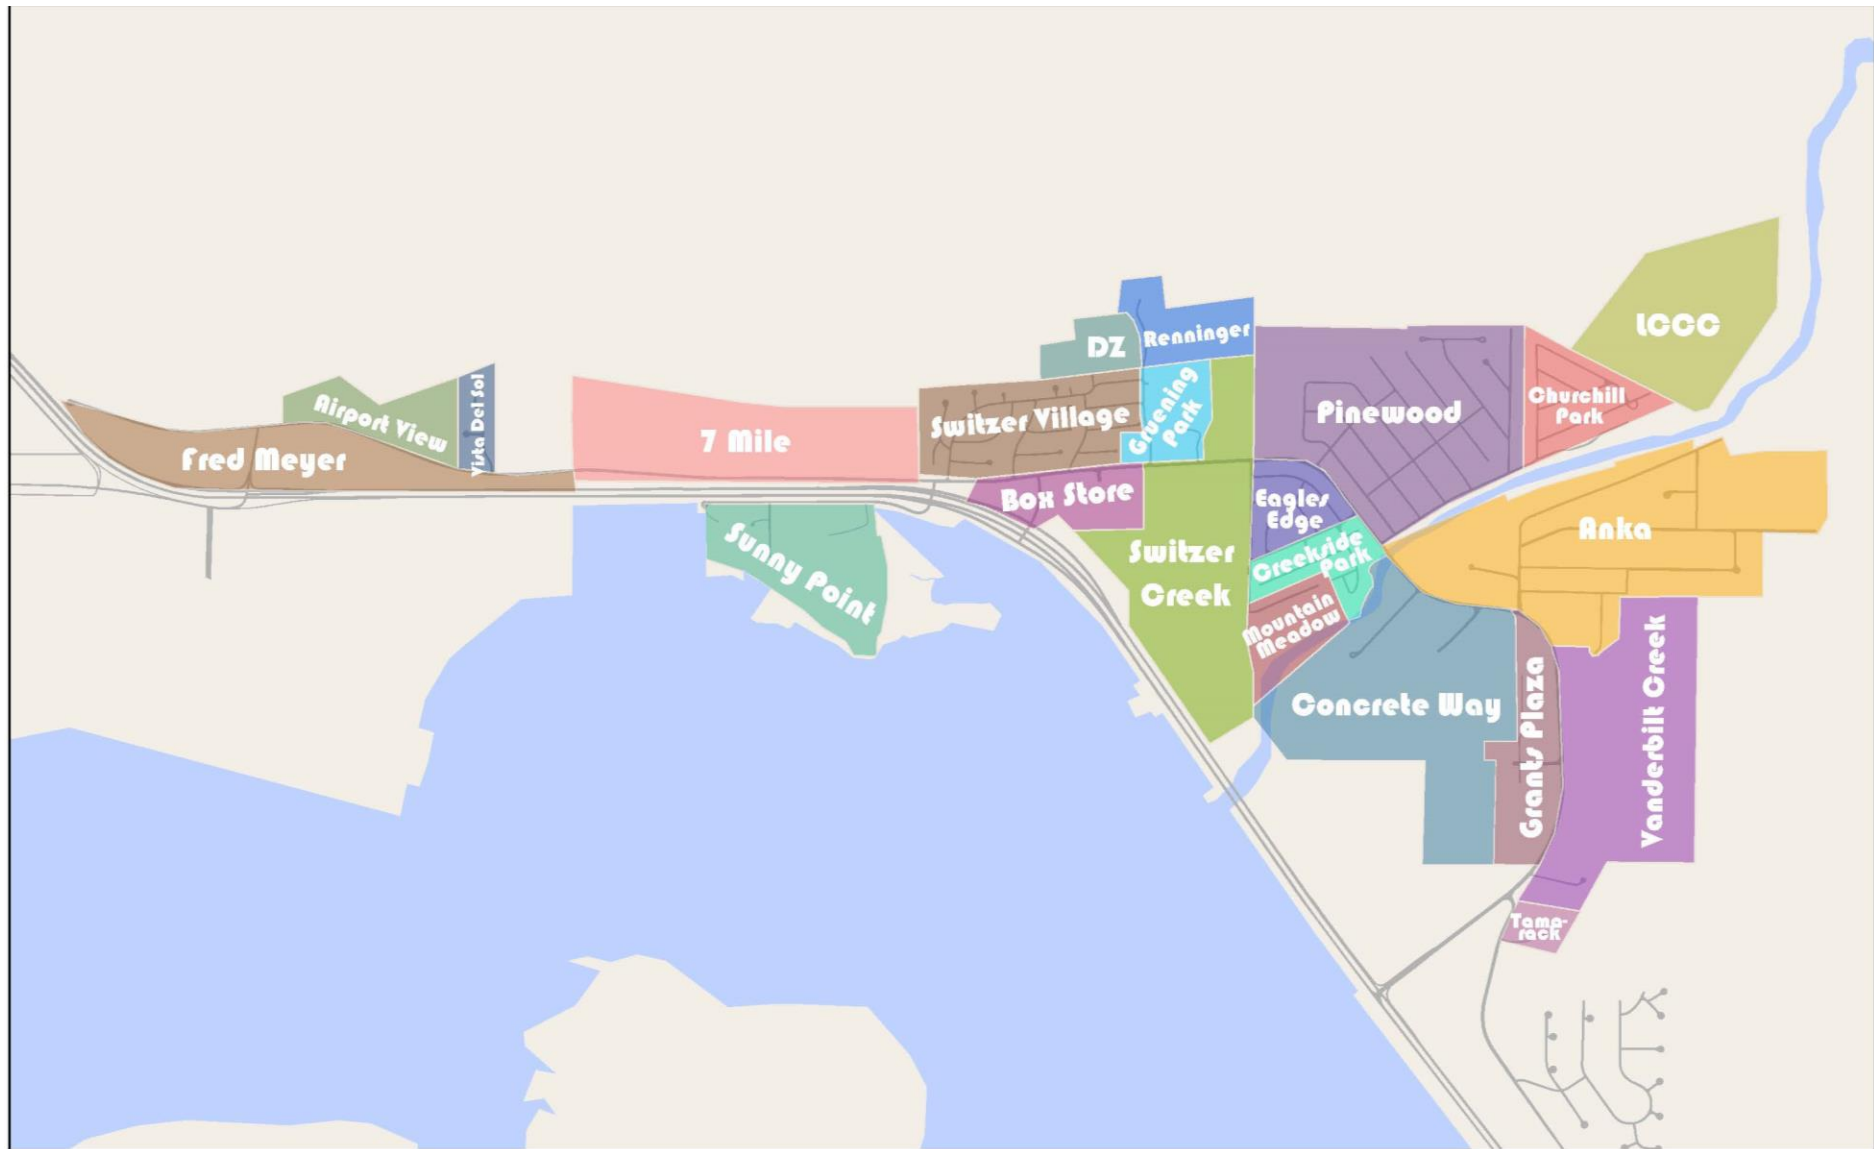 LCCC
Renninger
DZ
Churchill
Park
Airport View
Vista Del Sol
Gruening
Park
Pinewood
Switzer Village
7 Mile
Fred Meyer
Box Store
Eagles
Edge
Anka
Sunny Point
Switzer
Creek
Creekside
Park
Mountain
Meadow
Concrete Way
Grants Plaza
Vanderbilt Creek
Tama-
rack